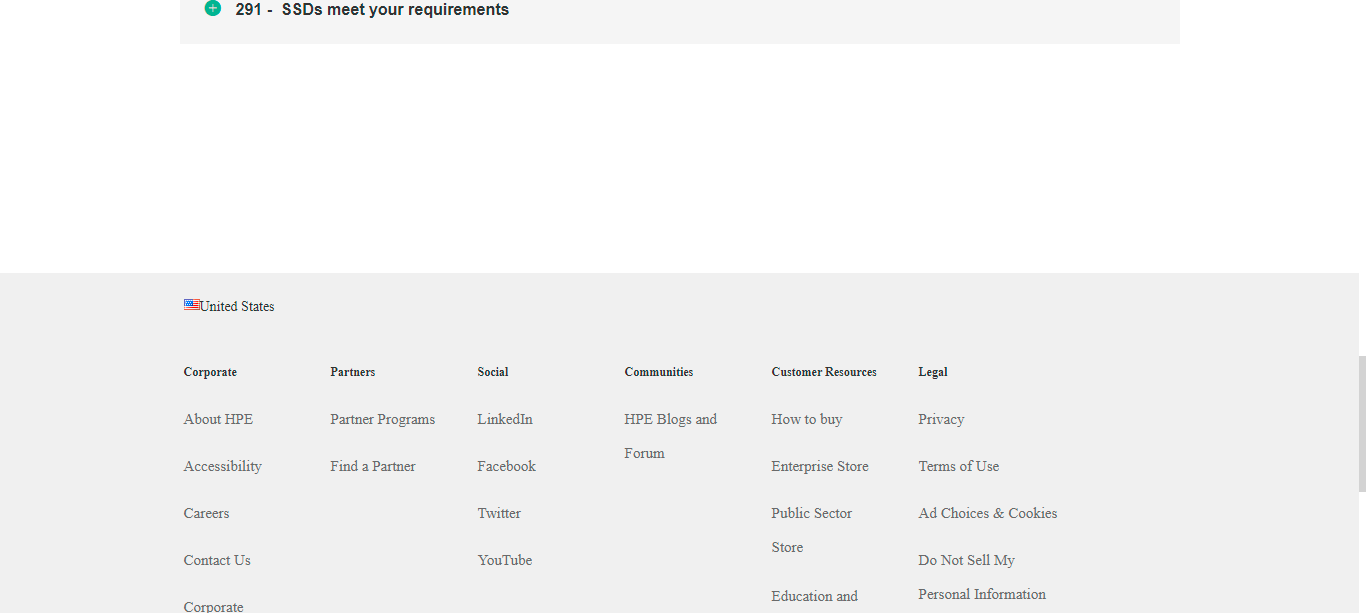 291 - SSDs meet your requirements
United States
Corporate
About HPE
Accessibility
Careers
Contact Us
Corporate
Partners
Partner Programs
Find a Partner
Social
LinkedIn
Facebook
Twitter
YouTube
Communities
HPE Blogs and
Forum
Customer Resources
How to buy
Enterprise Store
Public Sector
Store
Education and
Legal
Privacy
Terms of Use
Ad Choices & Cookies
Do Not Sell My
Personal Information